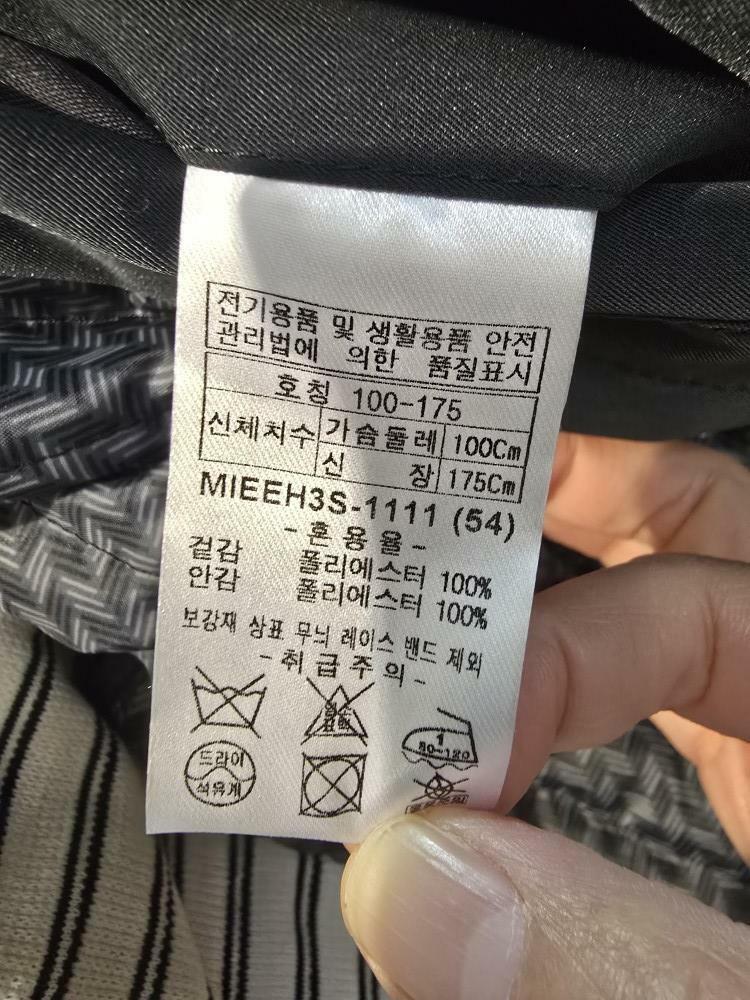 전기용품 및 생활용품 안전
관리법에 의한 품질표시
호칭 100-175
신체치수 가슴둘레 100Cm
신장 175Cm
MIEEH3S-1111 (54)
-혼용율-
겉감 폴리에스터 100%
안감 폴리에스터 100%
보강재 상표 무늬 레이스 밴드 제외
-취급주의-
1
80~120
드라이
석유계